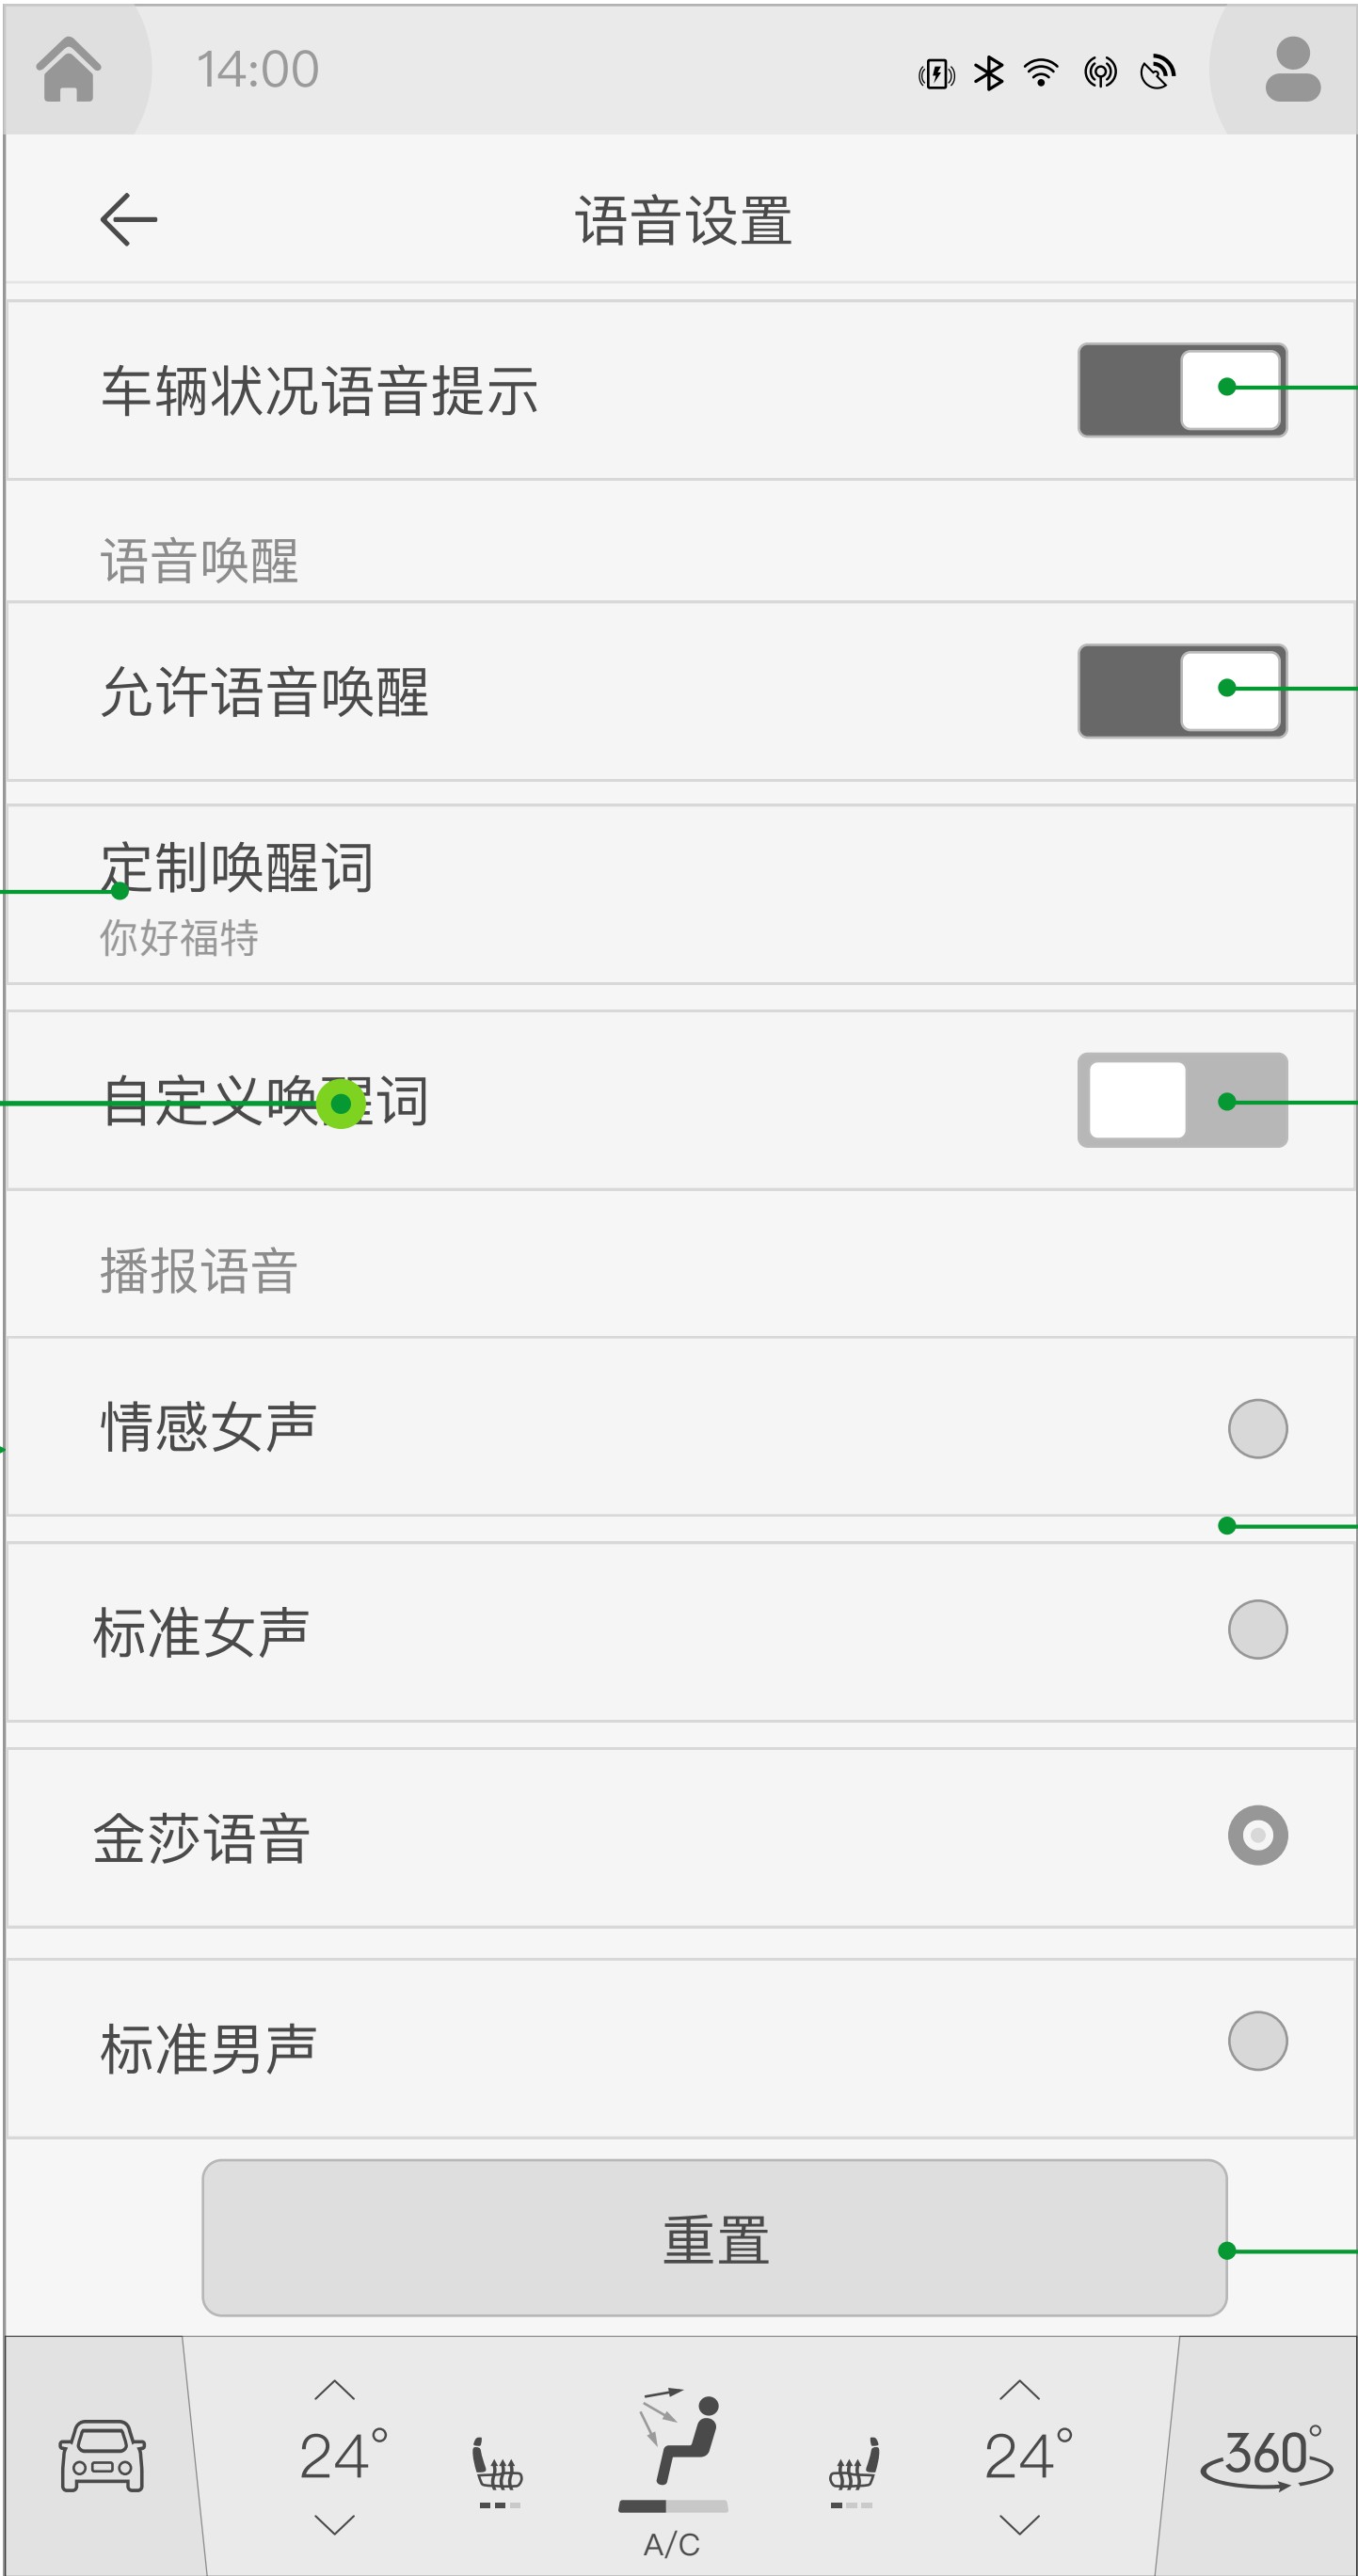 14:00
语音设置
车辆状况语音提示
语音唤醒
允许语音唤醒
定制唤醒词
你好福特
自定义唤醒词
播报语音
情感女声
标准女声
金莎语音
标准男声
重置
24° 24° 360°
A/C